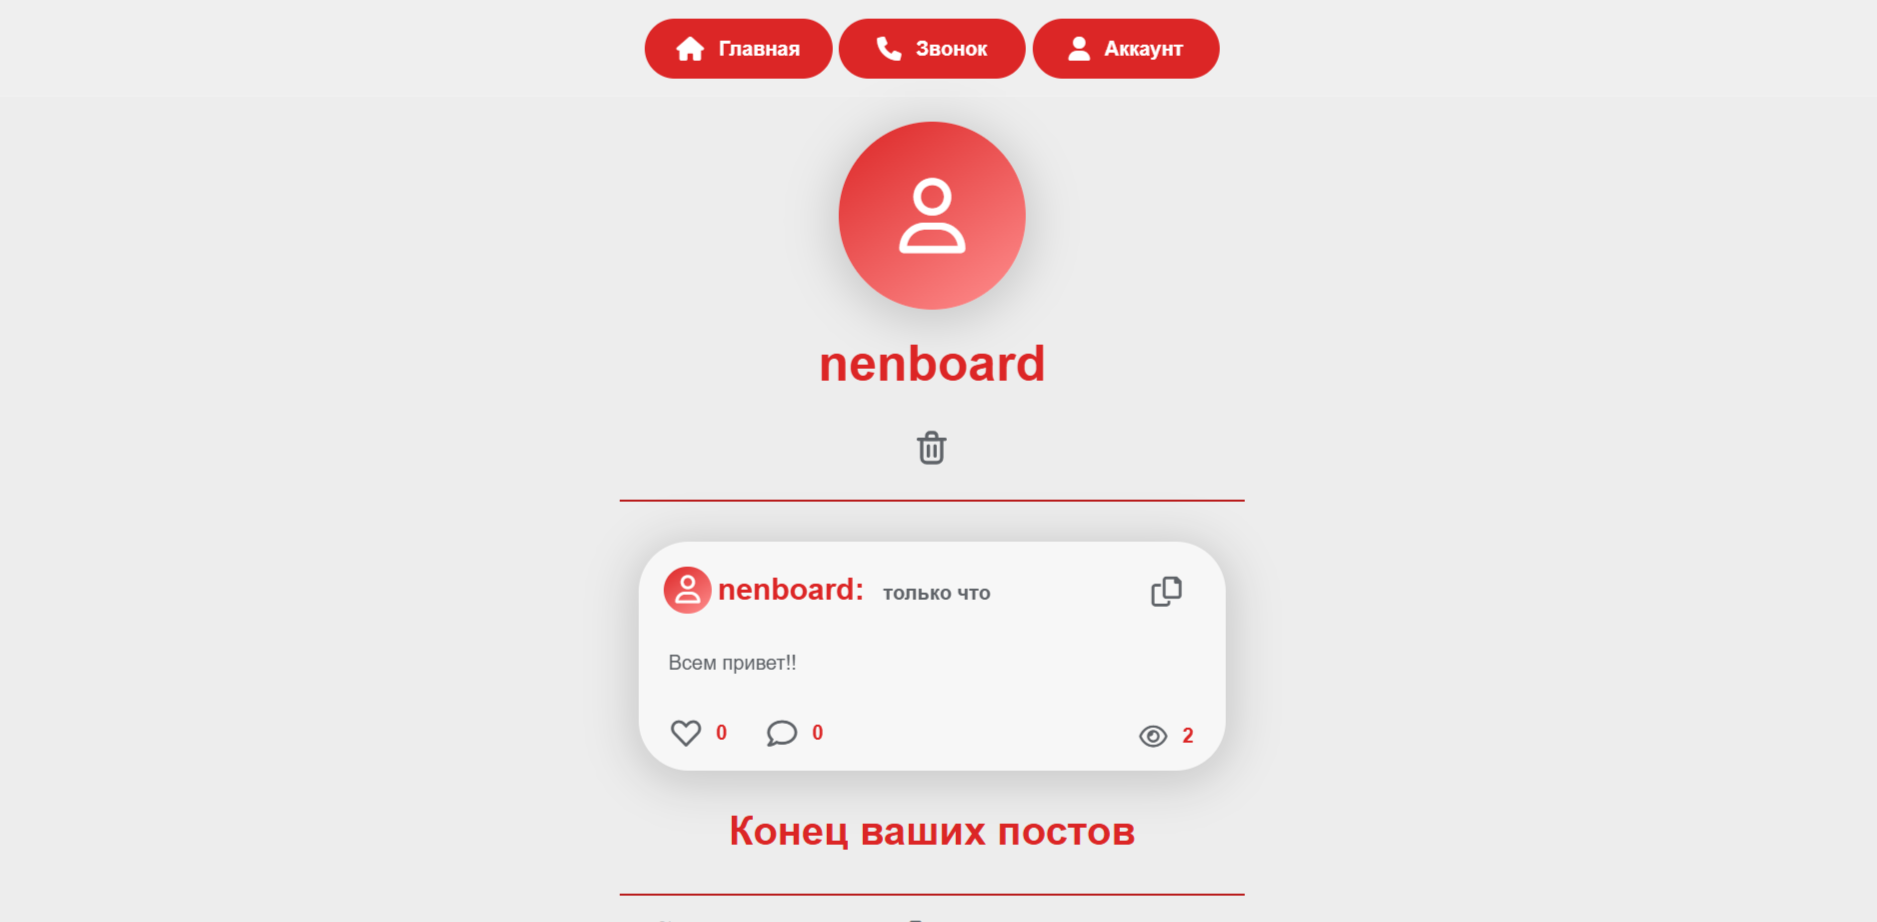 Главная Звонок Аккаунт
nenboard
nenboard: только что
Всем привет!!
0 0 2
Конец ваших постов